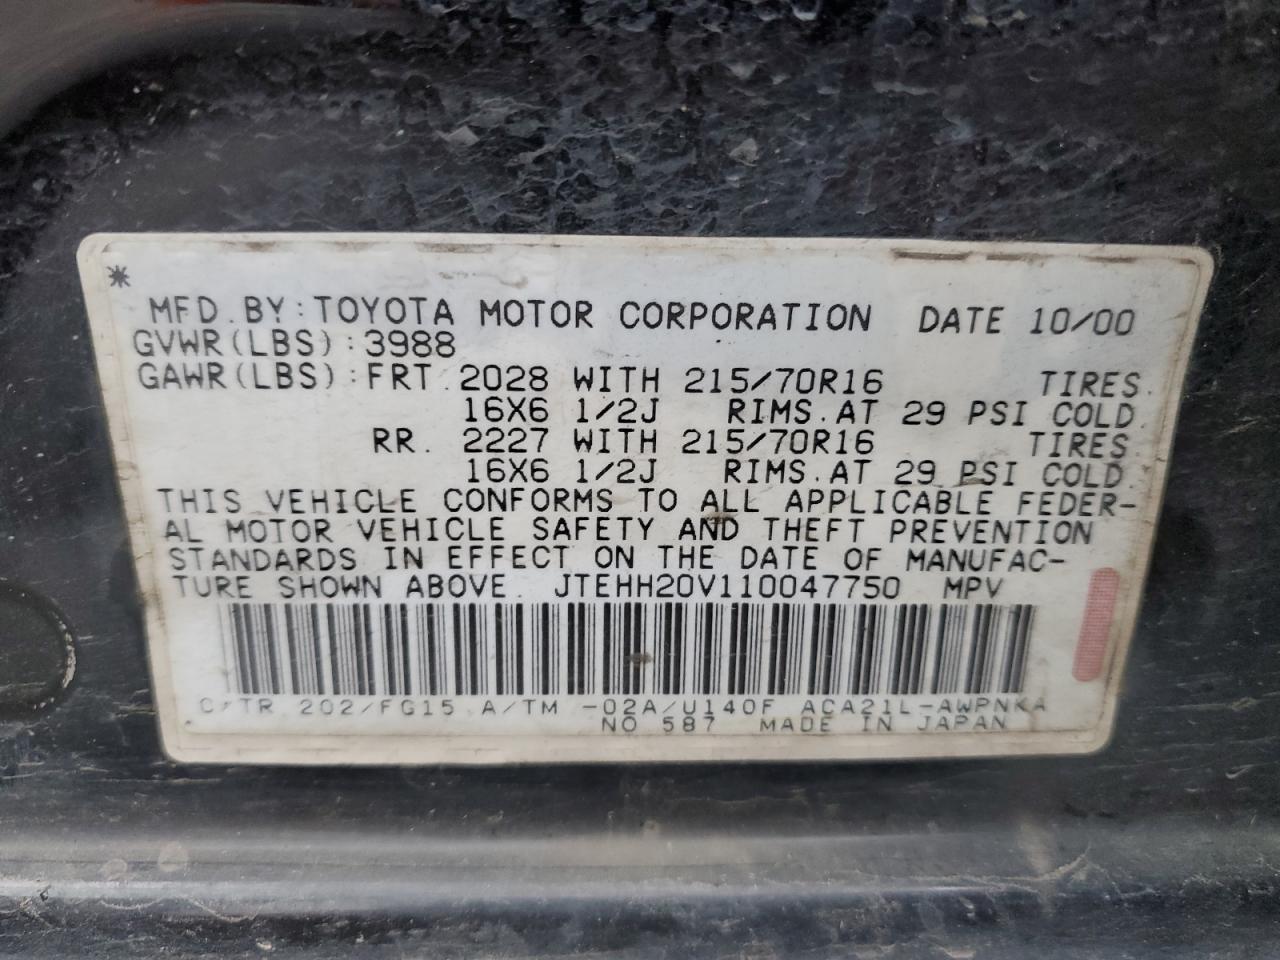 *
MFD. BY: TOYOTA MOTOR CORPORATION DATE 10/00
GVWR(LBS): 3988
GAWR(LBS): FRT. 2028 WITH 215/70R16 TIRES.
16X6 1/2J RIMS. AT 29 PSI COLD.
RR. 2227 WITH 215/70R16 TIRES.
16X6 1/2J RIMS. AT 29 PSI COLD.
THIS VEHICLE CONFORMS TO ALL APPLICABLE FEDER-
AL MOTOR VEHICLE SAFETY AND THEFT PREVENTION
STANDARDS IN EFFECT ON THE DATE OF MANUFAC-
TURE SHOWN ABOVE. JTEHH20V110047750 MPV
C/TR 202/FG15 A/TM -02A/U140F ACA21L-AWPNKA
NO 587 MADE IN JAPAN